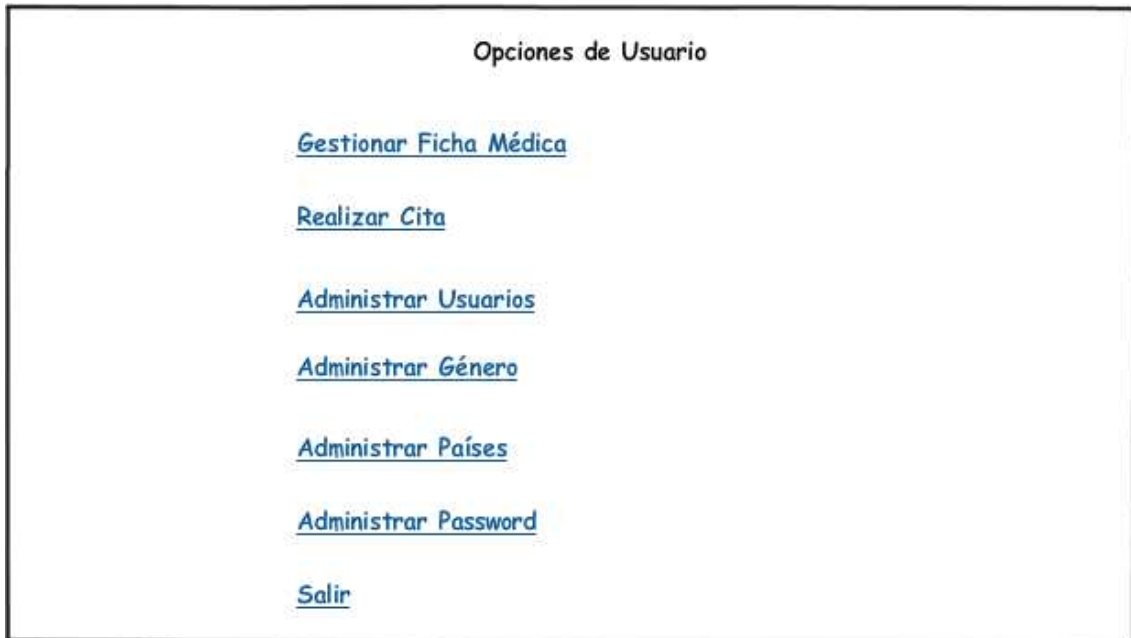 Opciones de Usuario
Gestionar Ficha Médica
Realizar Cita
Administrar Usuarios
Administrar Género
Administrar Países
Administrar Password
Salir